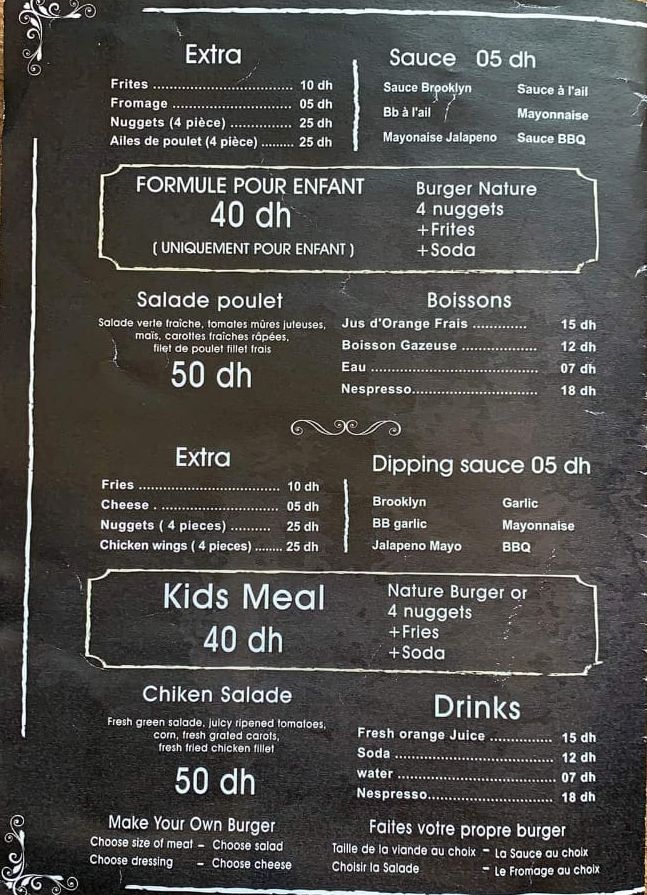 Extra
Frites ................................ 10 dh
Fromage ........................... 05 dh
Nuggets (4 pièce) .............. 25 dh
Ailes de poulet (4 pièce) ........ 25 dh
Sauce 05 dh
Sauce Brooklyn Sauce à l'ail
Bb à l'ail Mayonnaise
Mayonaise Jalapeno Sauce BBQ
FORMULE POUR ENFANT
40 dh
( UNIQUEMENT POUR ENFANT )
Burger Nature
4 nuggets
+Frites
+Soda
Salade poulet
Salade verte fraîche, tomates mûres juteuses,
maïs, carottes fraîches râpées,
filet de poulet fillet frais
50 dh
Boissons
Jus d'Orange Frais ............ 15 dh
Boisson Gazeuse ................. 12 dh
Eau ...................................... 07 dh
Nespresso............................ 18 dh
Extra
Fries ................................ 10 dh
Cheese . ........................... 05 dh
Nuggets ( 4 pieces) .......... 25 dh
Chicken wings ( 4 pieces) ....... 25 dh
Dipping sauce 05 dh
Brooklyn Garlic
BB garlic Mayonnaise
Jalapeno Mayo BBQ
Kids Meal
40 dh
Nature Burger or
4 nuggets
+Fries
+Soda
Chiken Salade
Fresh green salade, juicy ripened tomatoes,
corn, fresh grated carots,
fresh fried chicken fillet
50 dh
Drinks
Fresh orange Juice .............. 15 dh
Soda .................................... 12 dh
water ................................... 07 dh
Nespresso............................ 18 dh
Make Your Own Burger
Choose size of meat – Choose salad
Choose dressing – Choose cheese
Faites votre propre burger
Taille de la viande au choix – La Sauce au choix
Choisir la Salade – Le Fromage au choix